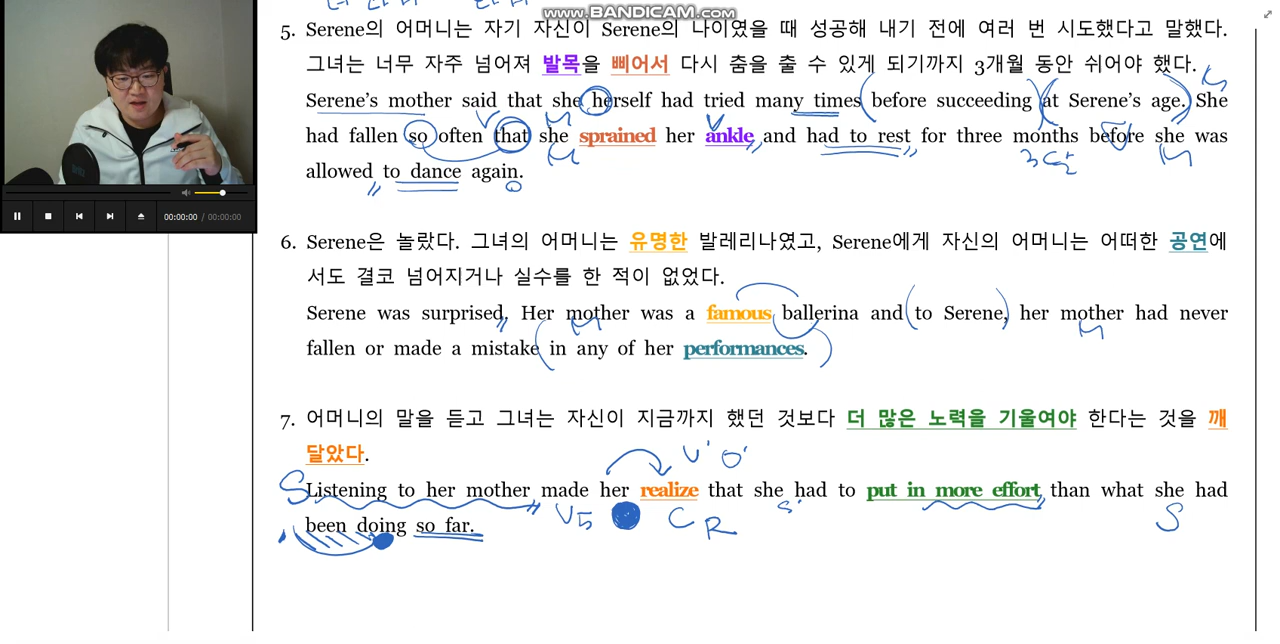 www.BANDICAM.com
00:00:00 / 00:00:00
5. Serene의 어머니는 자기 자신이 Serene의 나이였을 때 성공해 내기 전에 여러 번 시도했다고 말했다.
그녀는 너무 자주 넘어져 발목을 삐어서 다시 춤을 출 수 있게 되기까지 3개월 동안 쉬어야 했다.
Serene's mother said that she herself had tried many times before succeeding at Serene's age. She
had fallen so often that she sprained her ankle, and had to rest for three months before she was
allowed to dance again.
3개
6. Serene은 놀랐다. 그녀의 어머니는 유명한 발레리나였고, Serene에게 자신의 어머니는 어떠한 공연에
서도 결코 넘어지거나 실수를 한 적이 없었다.
Serene was surprised. Her mother was a famous ballerina and to Serene, her mother had never
fallen or made a mistake in any of her performances.
7. 어머니의 말을 듣고 그녀는 자신이 지금까지 했던 것보다 더 많은 노력을 기울여야 한다는 것을 깨
달았다.
V' O'
S Listening to her mother made her realize that she had to put in more effort, than what she had
V5 C R S' S
been doing so far.